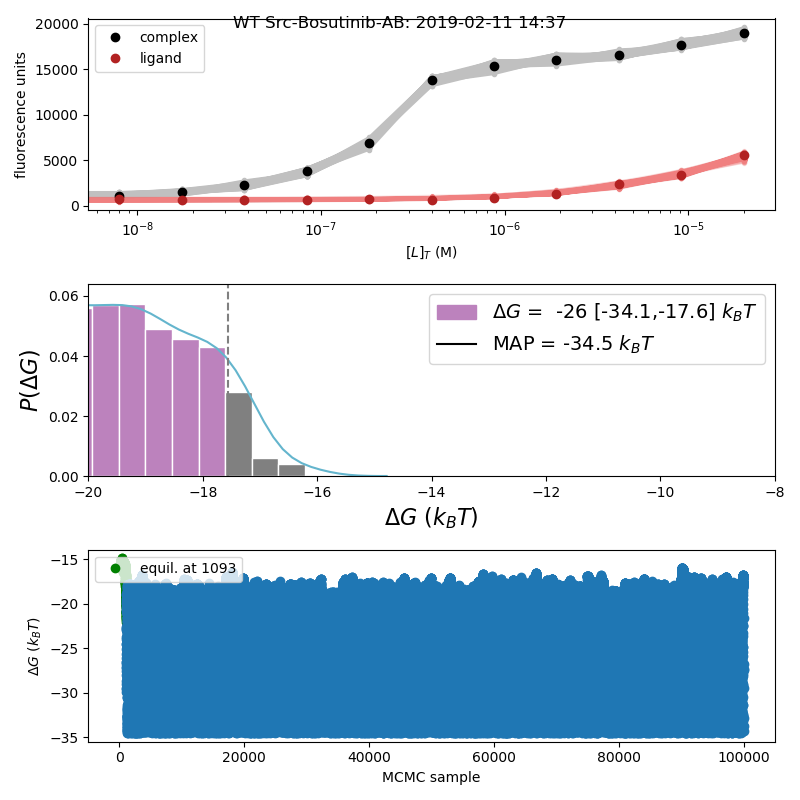 WT Src-Bosutinib-AB: 2019-02-11 14:37
20000
15000
10000
5000
0
fluorescence units
complex
ligand
10⁻⁸
10⁻⁷
10⁻⁶
10⁻⁵
[L]_T (M)
0.06
0.04
0.02
0.00
P(ΔG)
ΔG = -26 [-34.1,-17.6] k_BT
MAP = -34.5 k_BT
−20
−18
−16
−14
−12
−10
−8
ΔG (k_BT)
−15
−20
−25
−30
−35
ΔG (k_BT)
equil. at 1093
0
20000
40000
60000
80000
100000
MCMC sample